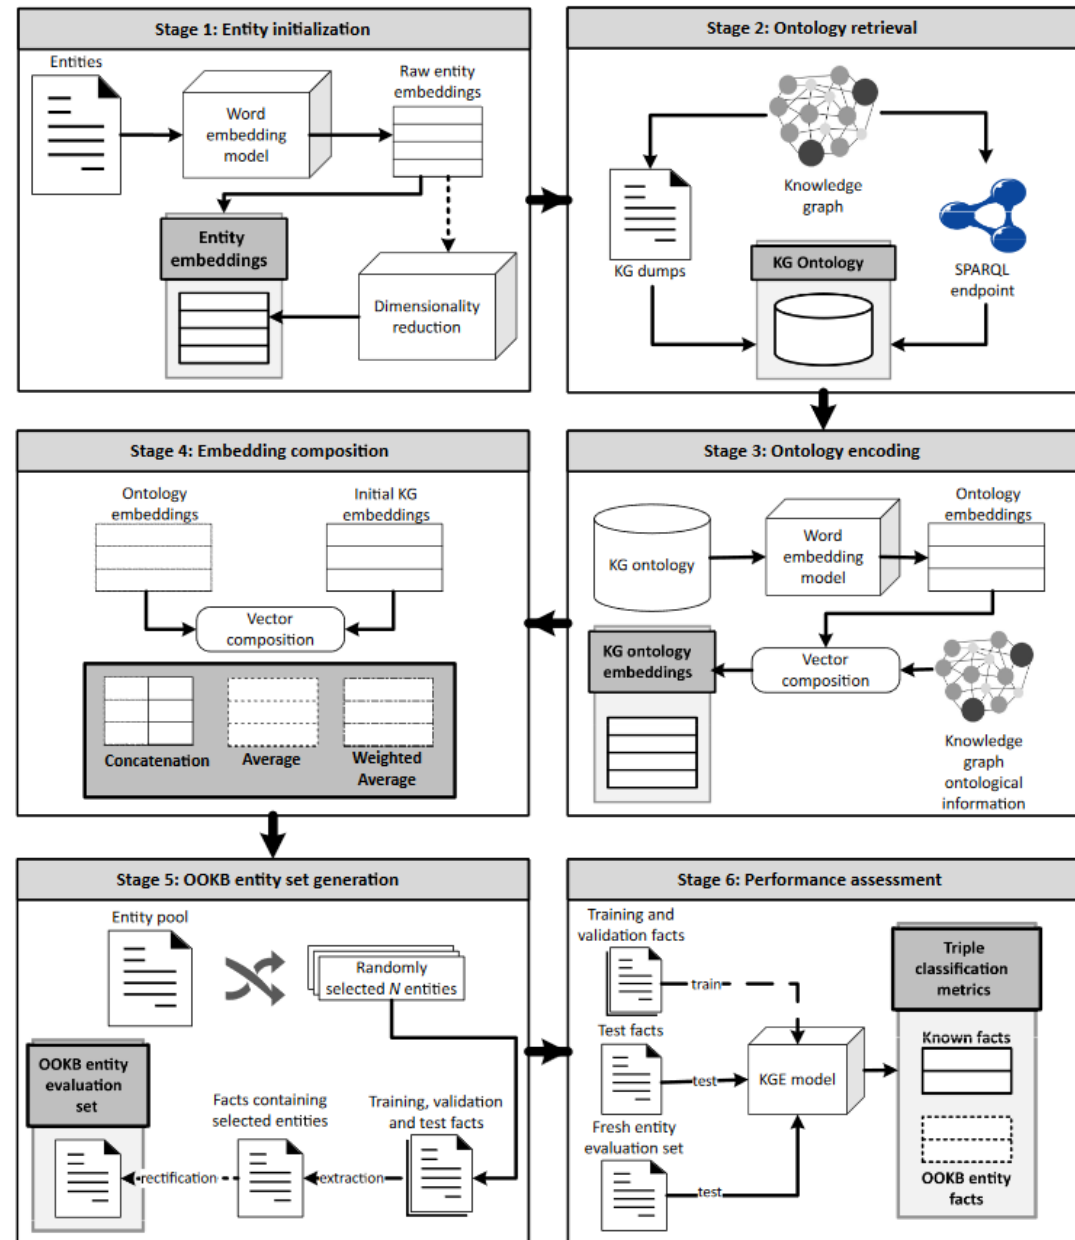 Stage 1: Entity initialization
Entities
Word
embedding
model
Raw entity
embeddings
Entity
embeddings
Dimensionality
reduction
Stage 2: Ontology retrieval
Knowledge
graph
KG dumps
KG Ontology
SPARQL
endpoint
Stage 3: Ontology encoding
KG ontology
Word
embedding
model
Ontology
embeddings
KG ontology
embeddings
Vector
composition
Knowledge
graph
ontological
information
Stage 4: Embedding composition
Ontology
embeddings
Initial KG
embeddings
Vector
composition
Concatenation
Average
Weighted
Average
Stage 5: OOKB entity set generation
Entity pool
Randomly
selected N entities
OOKB entity
evaluation
set
Facts containing
selected entities
Training, validation
and test facts
rectification
extraction
Stage 6: Performance assessment
Training and
validation facts
train
Test facts
test
KGE model
Fresh entity
evaluation set
test
Triple
classification
metrics
Known facts
OOKB entity
facts